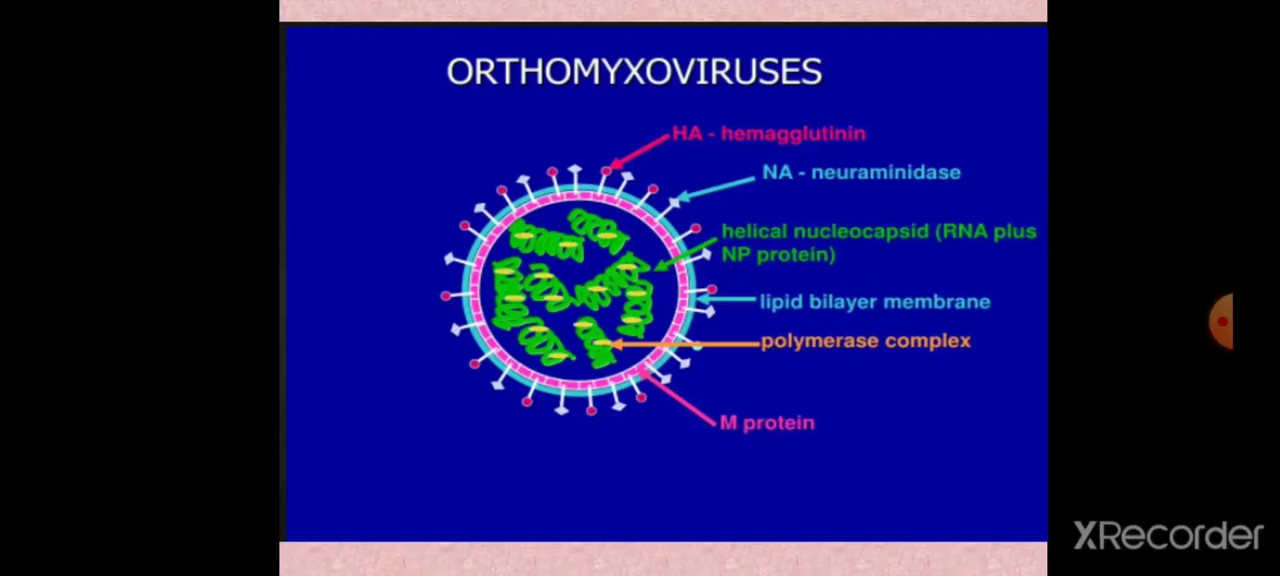 ORTHOMYXOVIRUSES
HA - hemagglutinin
NA - neuraminidase
helical nucleocapsid (RNA plus
NP protein)
lipid bilayer membrane
polymerase complex
M protein
XRecorder